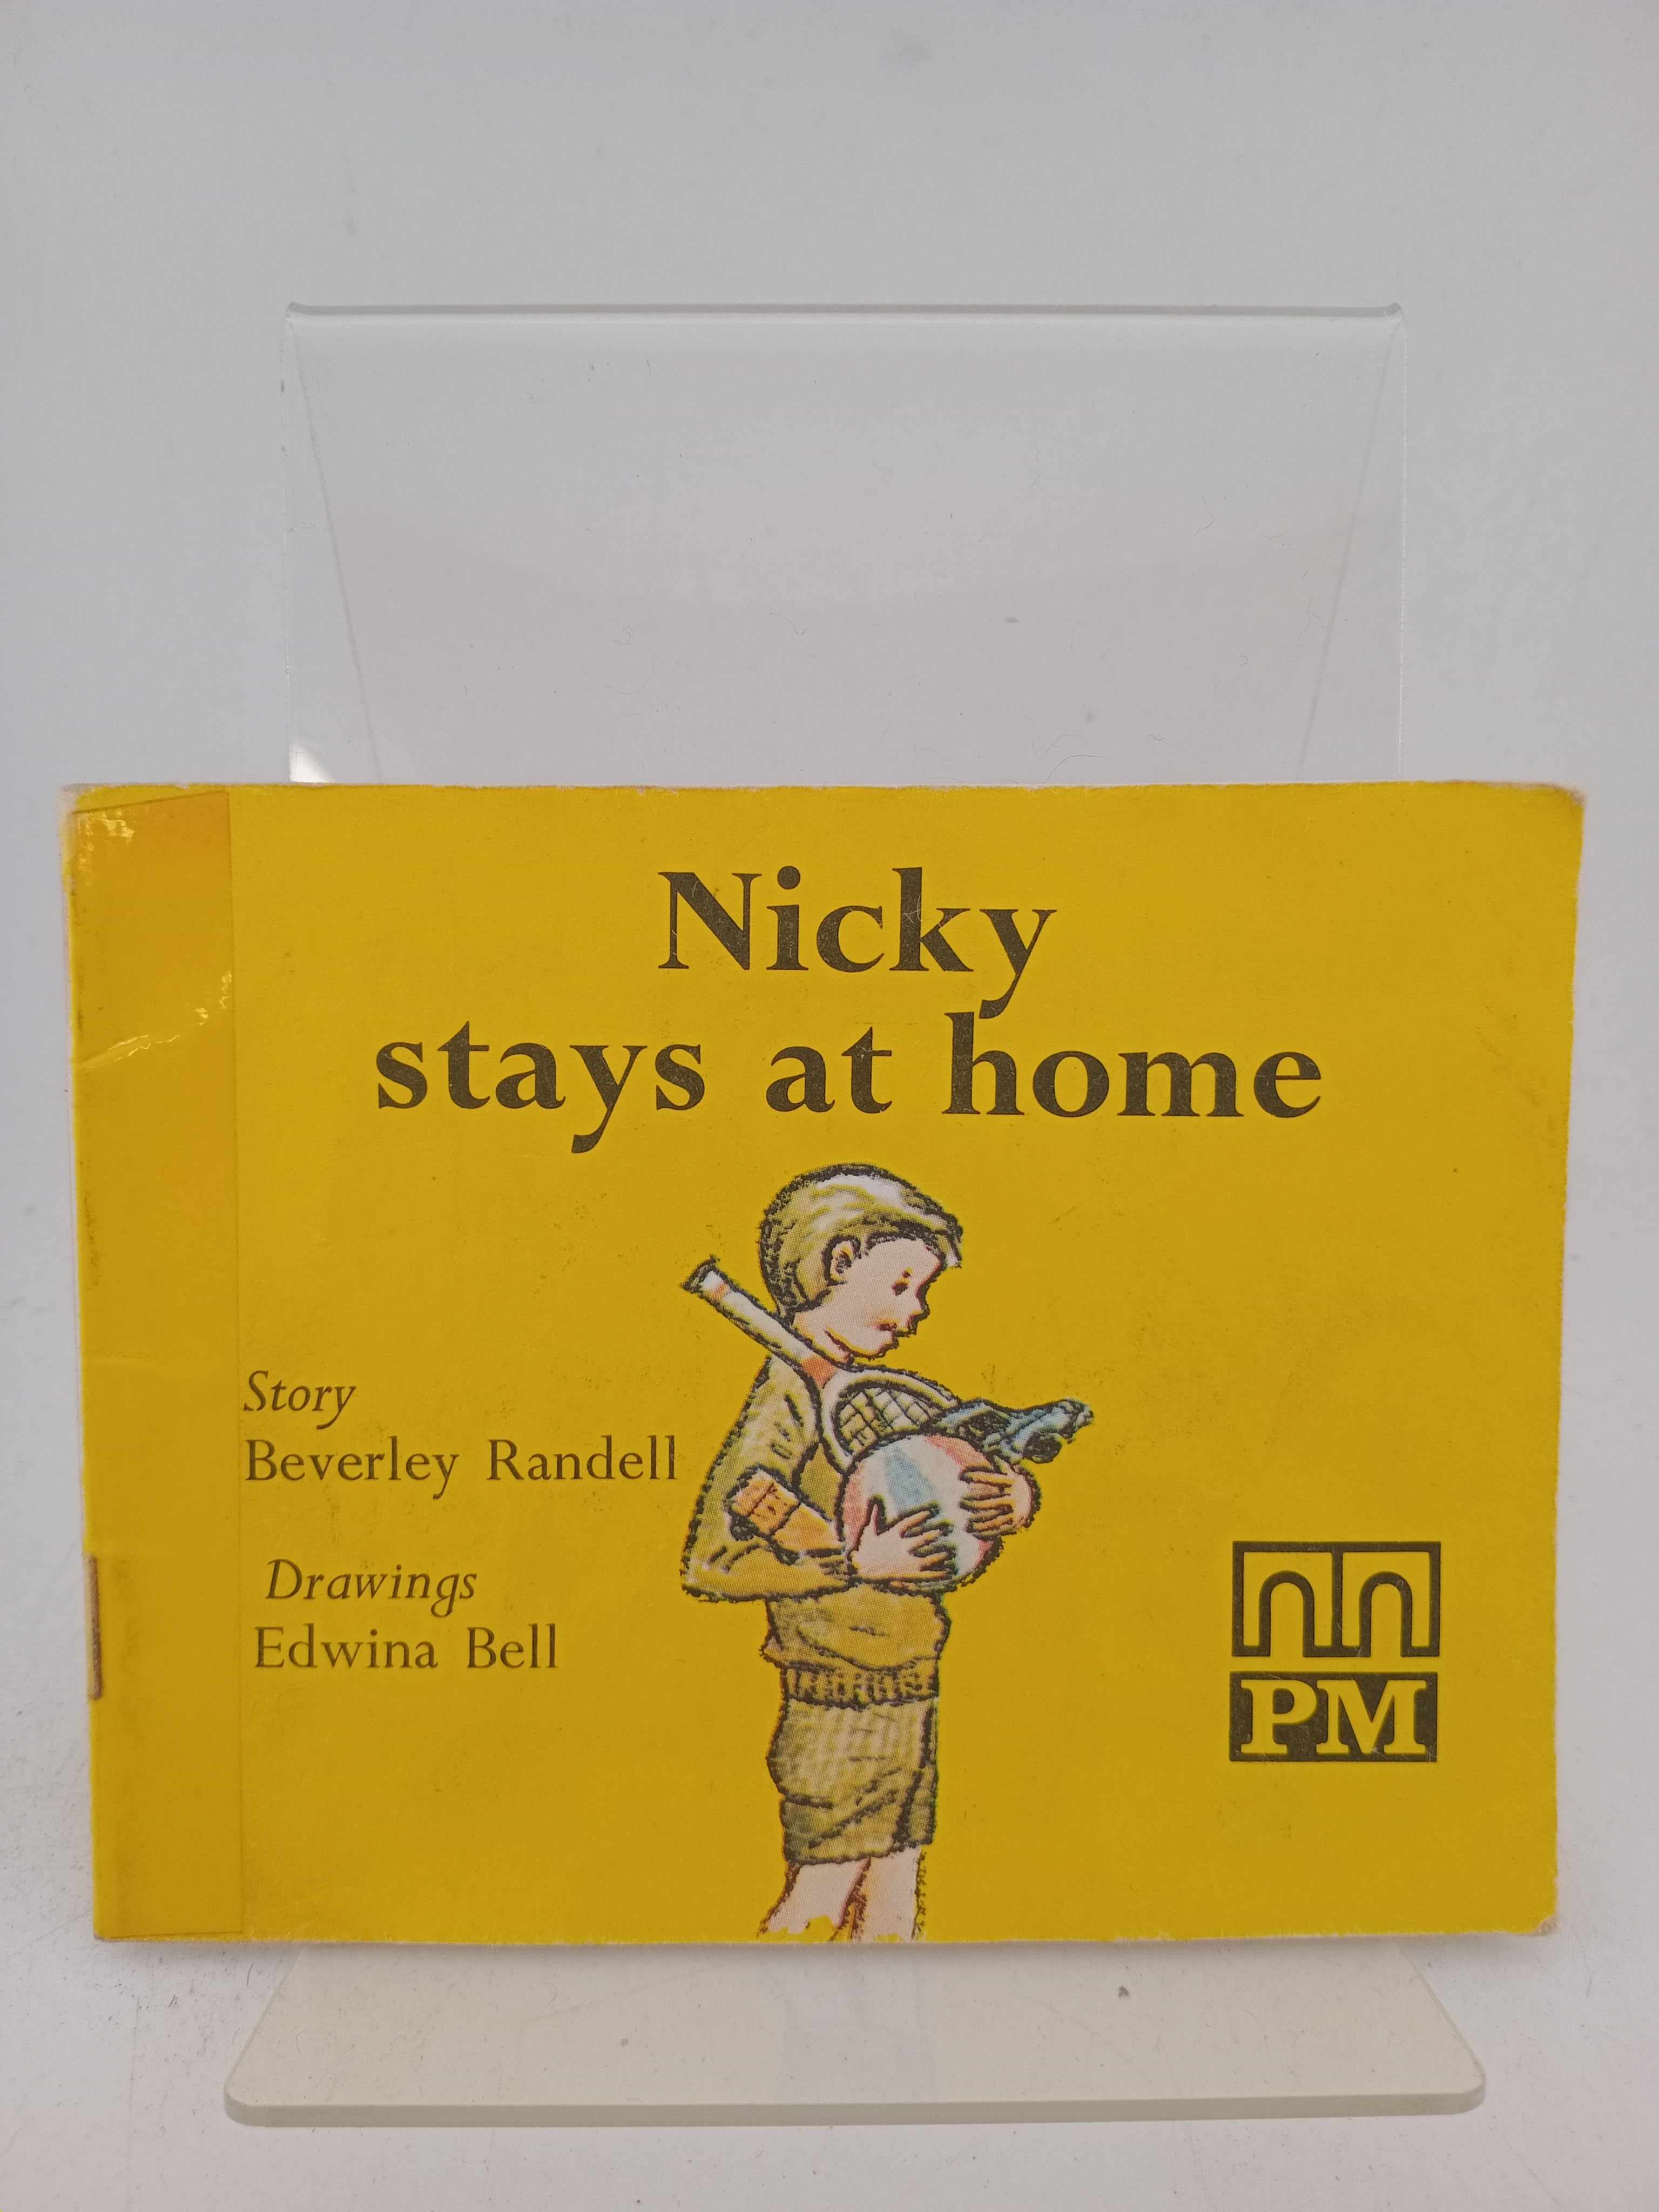 Nicky
stays at home
Story
Beverley Randell
Drawings
Edwina Bell
PM